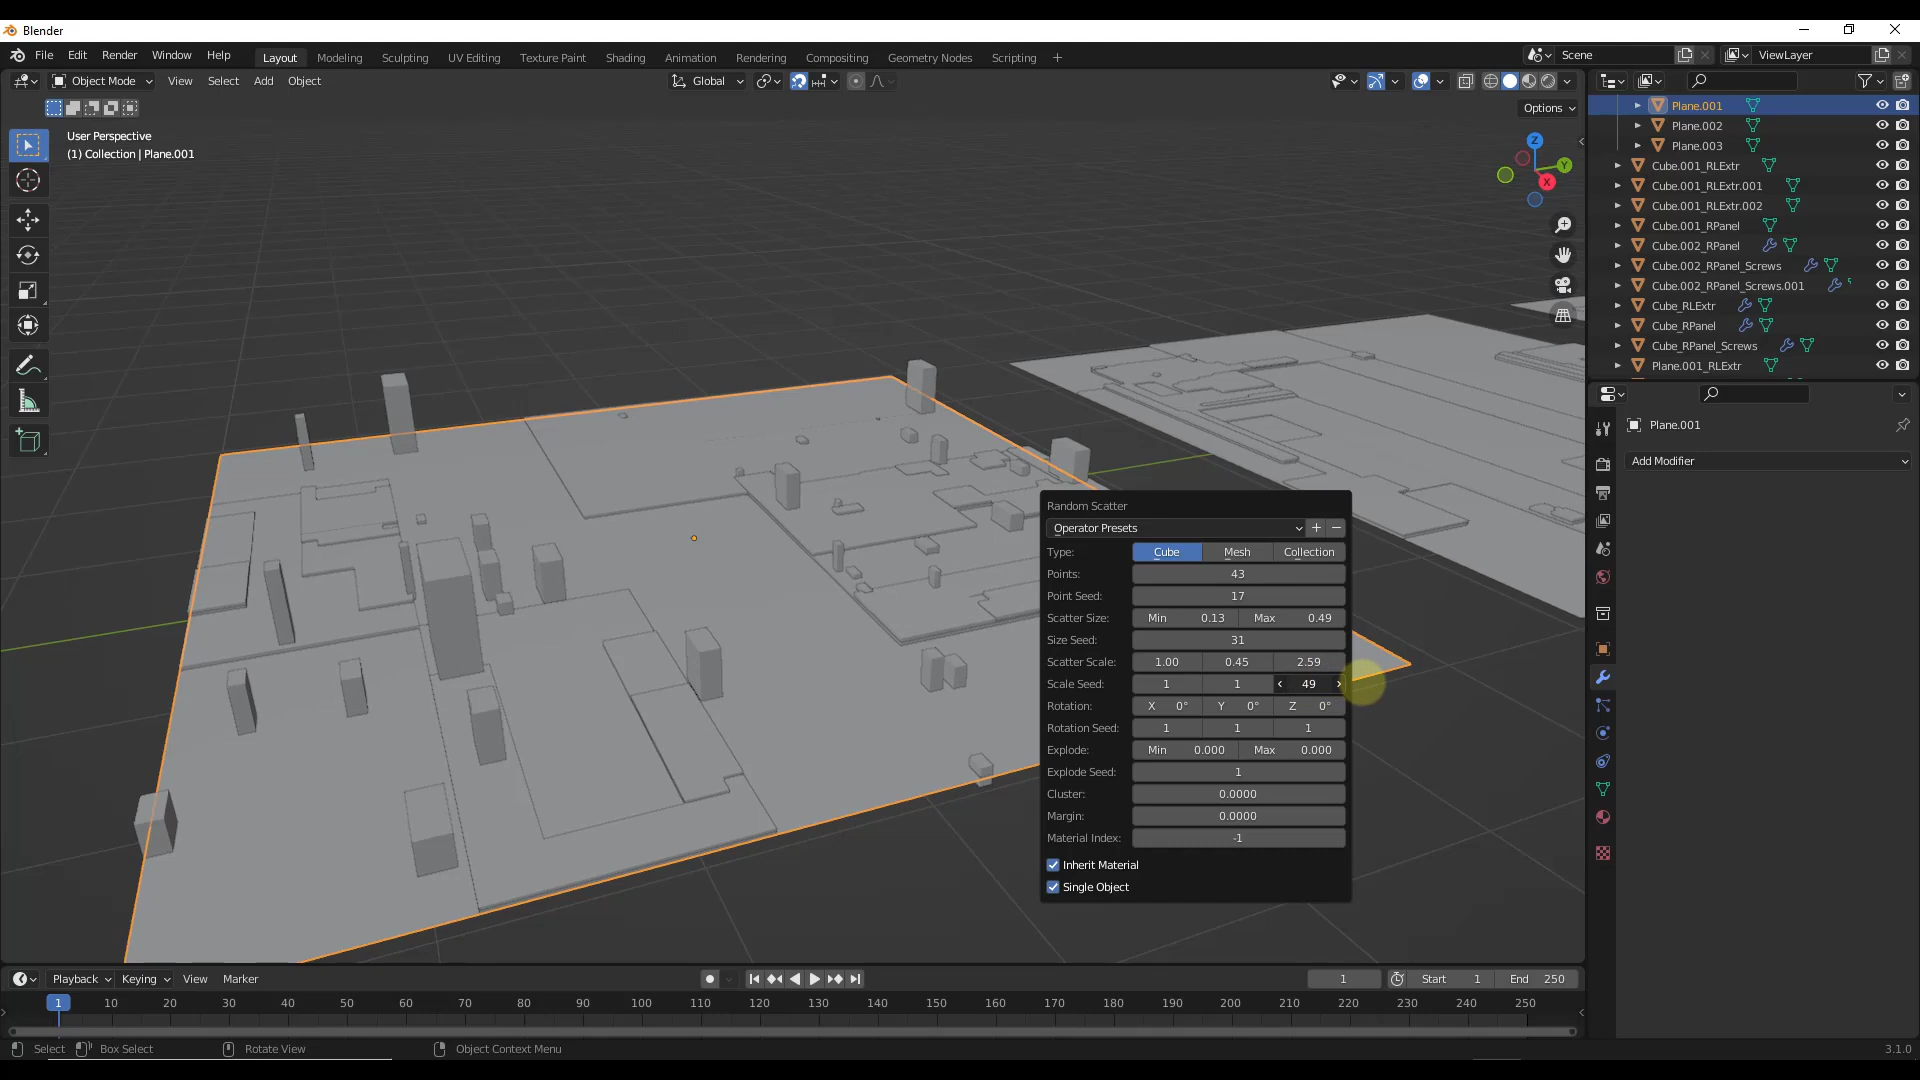 Blender
File Edit Render Window Help
Layout Modeling Sculpting UV Editing Texture Paint Shading Animation Rendering Compositing Geometry Nodes Scripting +
Scene
ViewLayer
Object Mode View Select Add Object
Global
Options
User Perspective
(1) Collection | Plane.001
Z
Y
X
Plane.001
Plane.002
Plane.003
Cube.001_RLExtr
Cube.001_RLExtr.001
Cube.001_RLExtr.002
Cube.001_RPanel
Cube.002_RPanel
Cube.002_RPanel_Screws
Cube.002_RPanel_Screws.001
Cube_RLExtr
Cube_RPanel
Cube_RPanel_Screws
Plane.001_RLExtr
Plane.001
Add Modifier
Random Scatter
Operator Presets
Type: Cube Mesh Collection
Points: 43
Point Seed: 17
Scatter Size: Min 0.13 Max 0.49
Size Seed: 31
Scatter Scale: 1.00 0.45 2.59
Scale Seed: 1 1 49
Rotation: X 0° Y 0° Z 0°
Rotation Seed: 1 1 1
Explode: Min 0.000 Max 0.000
Explode Seed: 1
Cluster: 0.0000
Margin: 0.0000
Material Index: -1
Inherit Material
Single Object
Playback Keying View Marker
1
Start 1
End 250
1 10 20 30 40 50 60 70 80 90 100 110 120 130 140 150 160 170 180 190 200 210 220 230 240 250
Select Box Select Rotate View Object Context Menu
3.1.0